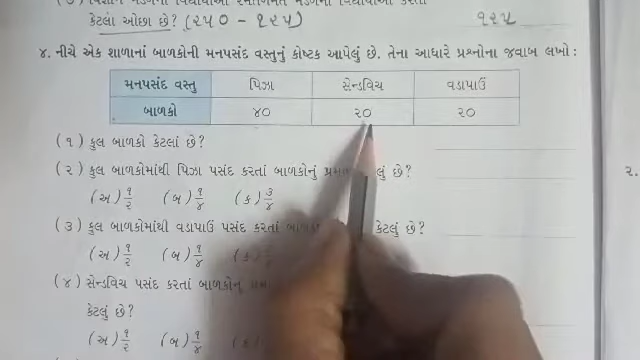 કેટલાં ઓછા છે? (૨૫૦ - ૧૨૫) ૧૨૫
૪. નીચે એક શાળાનાં બાળકોની મનપસંદ વસ્તુનું કોષ્ટક આપેલું છે. તેના આધારે પ્રશ્નોના જવાબ લખો :
મનપસંદ વસ્તુ પિઝા સેન્ડવિચ વડાપાઉં
બાળકો ૪૦ ૨૦ ૨૦
(૧) કુલ બાળકો કેટલાં છે?
(૨) કુલ બાળકોમાંથી પિઝા પસંદ કરતાં બાળકોનું છે?
૨.
(અ) ૧/૨ (બ) ૧/૪ (ક) ૩/૪
(૩) કુલ બાળકોમાંથી વડાપાઉં પસંદ કરતાં કેટલું છે?
(અ) ૧/૨ (બ) ૧/૪ (ક)
(૪) સેન્ડવિચ પસંદ કરતાં બાળકોનું
કેટલું છે?
(અ) ૧/૨ (બ) ૧/૪ (ક)